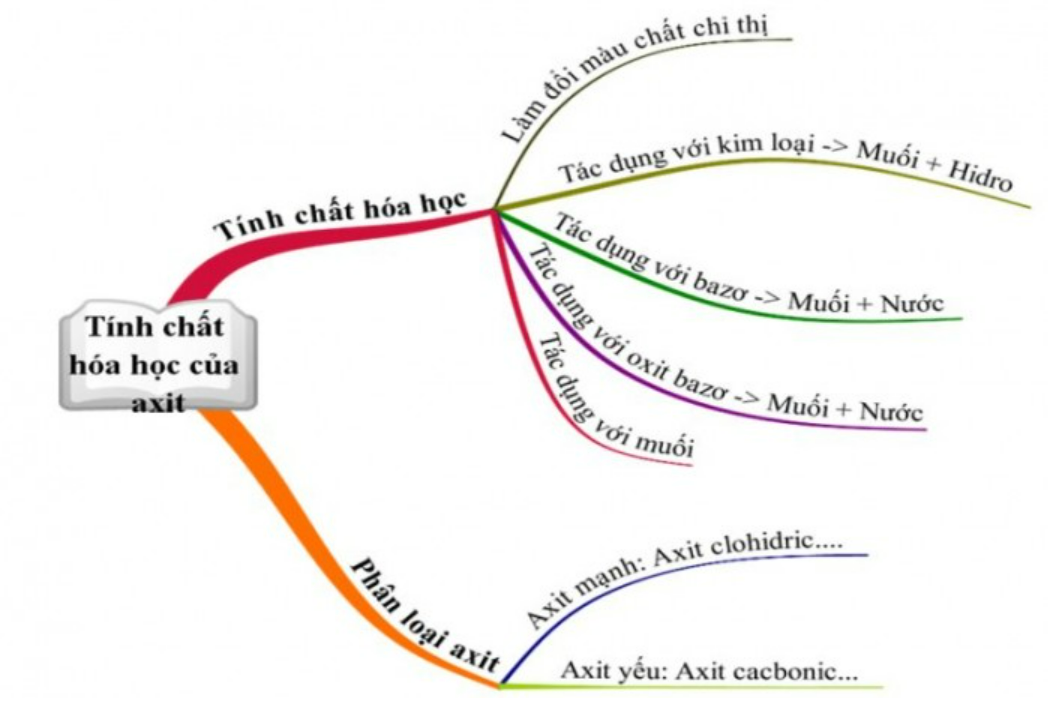 Tính chất
hóa học của
axit
Tính chất hóa học
Làm đổi màu chất chỉ thị
Tác dụng với kim loại -> Muối + Hidro
Tác dụng với bazơ -> Muối + Nước
Tác dụng với oxit bazơ -> Muối + Nước
Tác dụng với muối
Phân loại axit
Axit mạnh: Axit clohidric....
Axit yếu: Axit cacbonic...